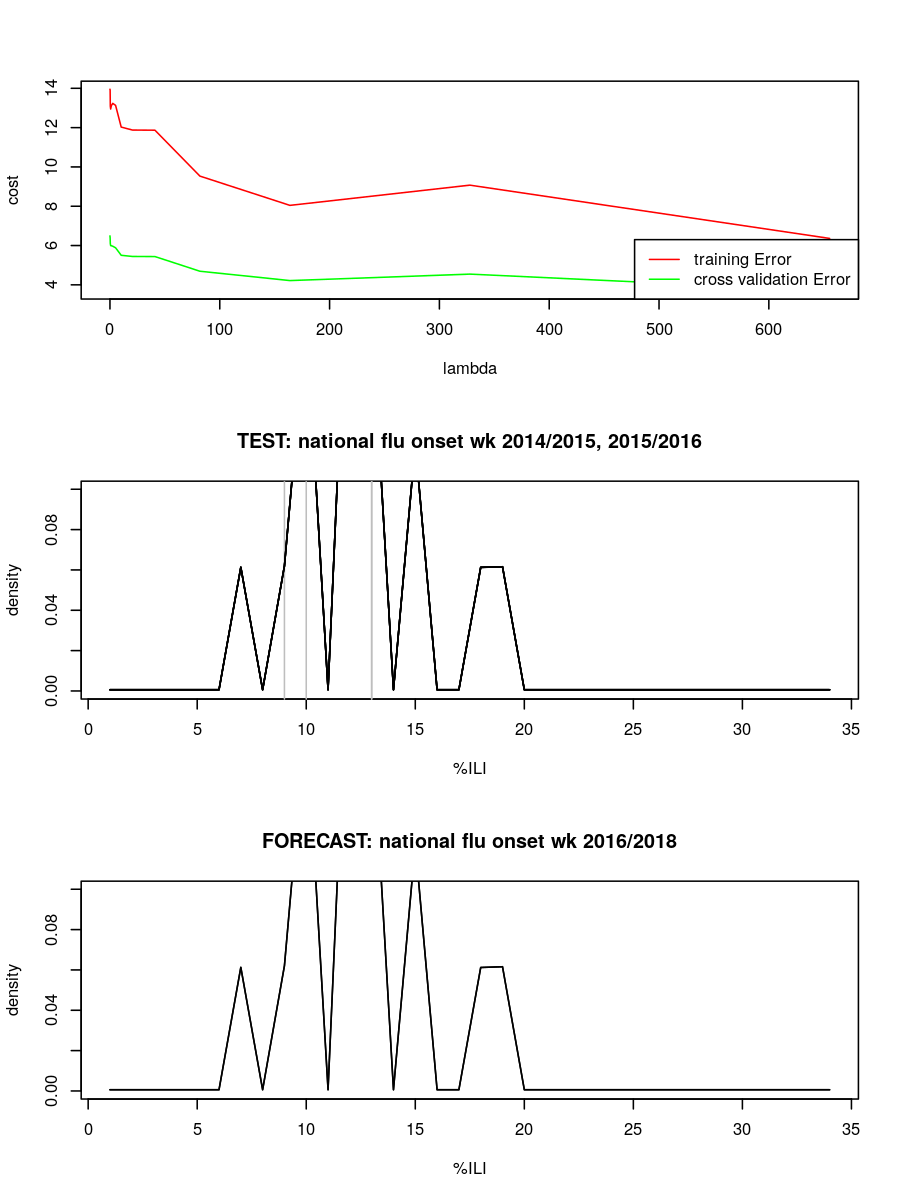 14
12
10
8
6
4
cost
training Error
cross validation Error
0 100 200 300 400 500 600
lambda
TEST: national flu onset wk 2014/2015, 2015/2016
0.08
0.04
0.00
density
0 5 10 15 20 25 30 35
%ILI
FORECAST: national flu onset wk 2016/2018
0.08
0.04
0.00
density
0 5 10 15 20 25 30 35
%ILI